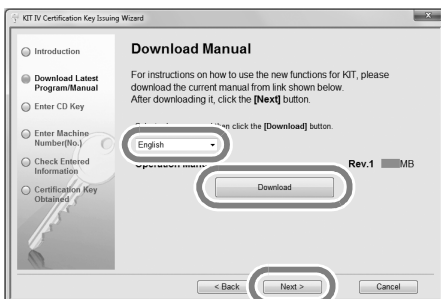 KIT IV Certification Key Issuing Wizard
Introduction
Download Latest
Program/Manual
Enter CD Key
Enter Machine
Number(No.)
Check Entered
Information
Certification Key
Obtained
Download Manual
For instructions on how to use the new functions for KIT, please
download the current manual from link shown below.
After downloading it, click the [Next] button.
then click the [Download] button.
English
Operation Rev.1 MB
Download
< Back Next > Cancel